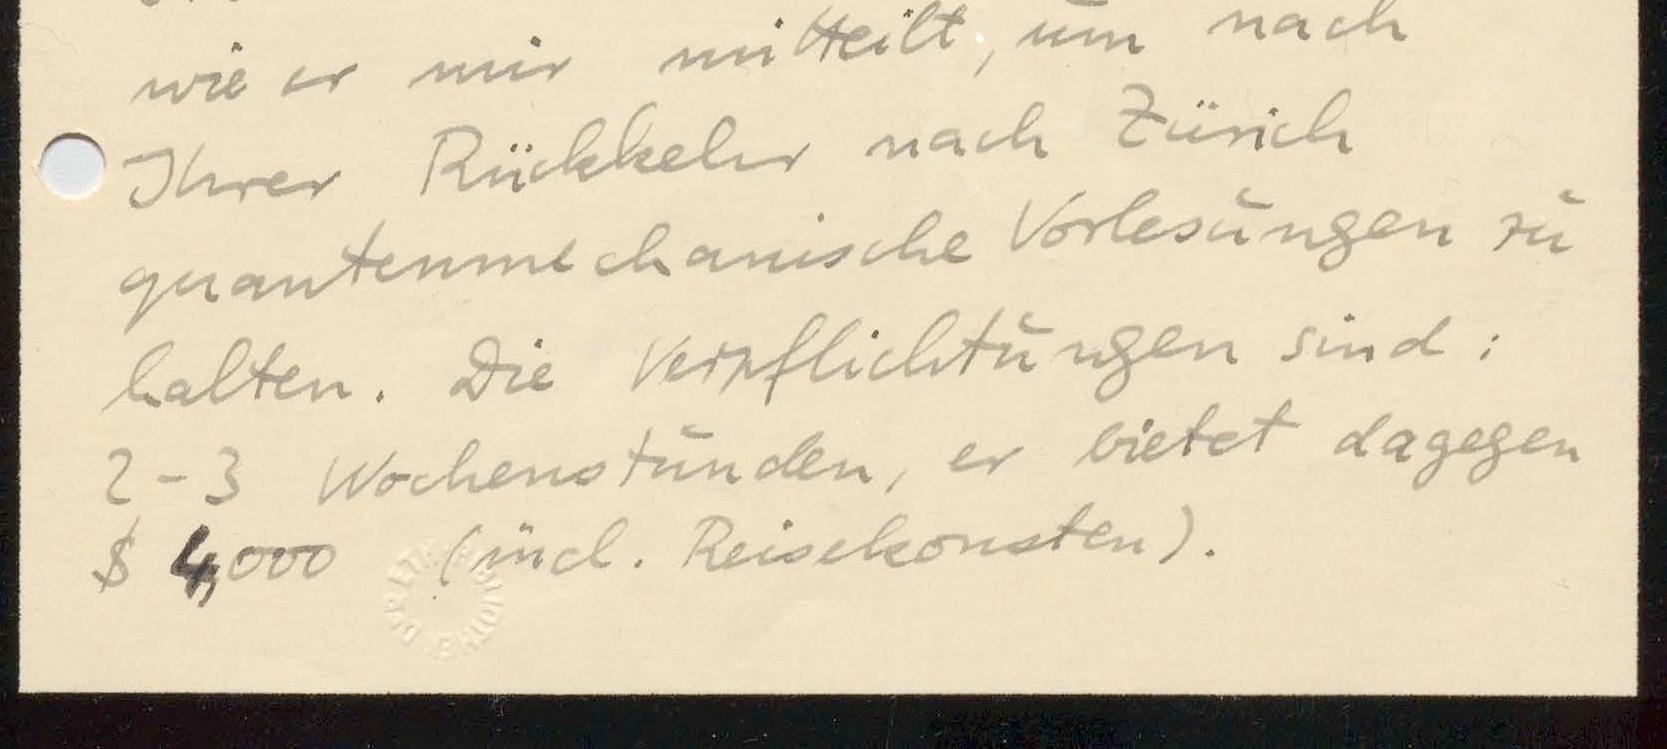 wie er mir mitteilt, um nach
Ihrer Rückkehr nach Zürich
quantenmechanische Vorlesungen zu
halten. Die Verpflichtungen sind:
2-3 Wochenstunden, er bietet dagegen
$ 4,000 (incl. Reisekonsten).